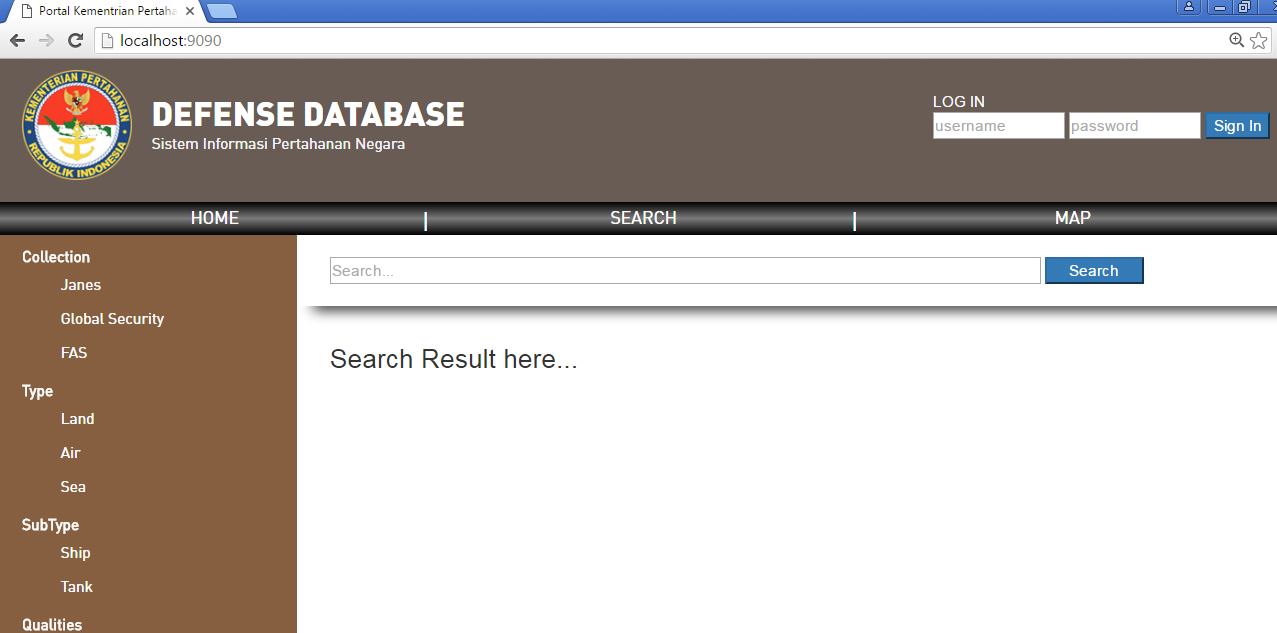 Portal Kementrian Pertaha
localhost:9090
KEMENTERIAN PERTAHANAN
REPUBLIK INDONESIA
DEFENSE DATABASE
Sistem Informasi Pertahanan Negara
LOG IN
username password Sign In
HOME | SEARCH | MAP
Collection
Janes
Global Security
FAS
Type
Land
Air
Sea
SubType
Ship
Tank
Qualities
Search... Search
Search Result here...